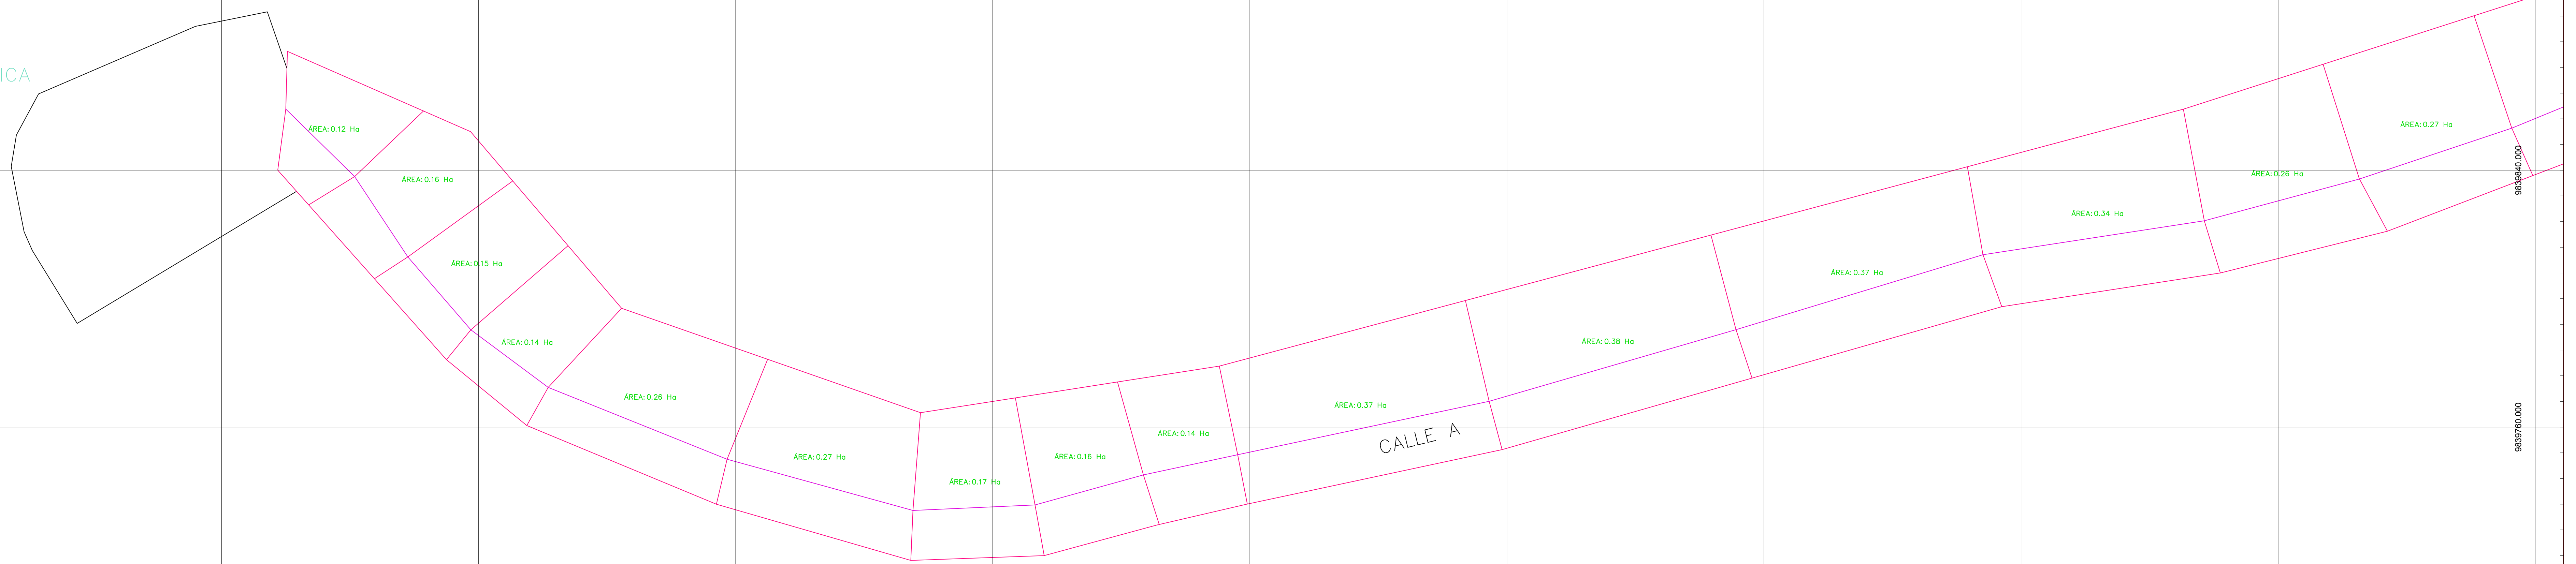 ICA
ÁREA: 0.12 Ha
ÁREA: 0.16 Ha
ÁREA: 0.15 Ha
ÁREA: 0.14 Ha
ÁREA: 0.26 Ha
ÁREA: 0.27 Ha
ÁREA: 0.17 Ha
ÁREA: 0.16 Ha
ÁREA: 0.14 Ha
ÁREA: 0.37 Ha
CALLE A
ÁREA: 0.38 Ha
ÁREA: 0.37 Ha
ÁREA: 0.34 Ha
ÁREA: 0.26 Ha
ÁREA: 0.27 Ha
9839840.000
9839760.000